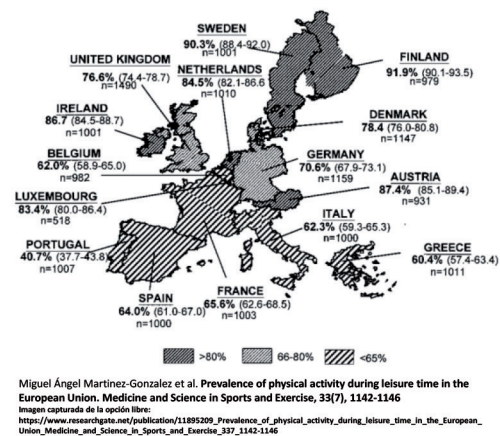 SWEDEN
90.3% (88.4-92.0)
n=1001
FINLAND
91.9% (90.1-93.5)
n=979
UNITED KINGDOM
76.6% (74.4-78.7)
n=1490
NETHERLANDS
84.5% (82.1-86.6
n=1010
IRELAND
86.7 (84.5-88.7)
n=1001
DENMARK
78.4 (76.0-80.8)
n=1147
BELGIUM
62.0% (58.9-65.0)
n=982
GERMANY
70.6% (67.9-73.1)
n=1159
AUSTRIA
87.4% (85.1-89.4)
n=931
LUXEMBOURG
83.4% (80.0-86.4)
n=518
ITALY
62.3% (59.3-65.3)
n=1000
PORTUGAL
40.7% (37.7-43.8)
n=1007
GREECE
60.4% (57.4-63.4)
n=1011
SPAIN
64.0% (61.0-67.0)
n=1000
FRANCE
65.6% (62.6-68.5)
n=1003
>80%
66-80%
<65%
Miguel Ángel Martinez-Gonzalez et al. Prevalence of physical activity during leisure time in the
European Union. Medicine and Science in Sports and Exercise, 33(7), 1142-1146
Imagen capturada de la opción libre:
https://www.researchgate.net/publication/11895209_Prevalence_of_physical_activity_during_leisure_time_in_the_European_
Union_Medicine_and_Science_in_Sports_and_Exercise_337_1142-1146